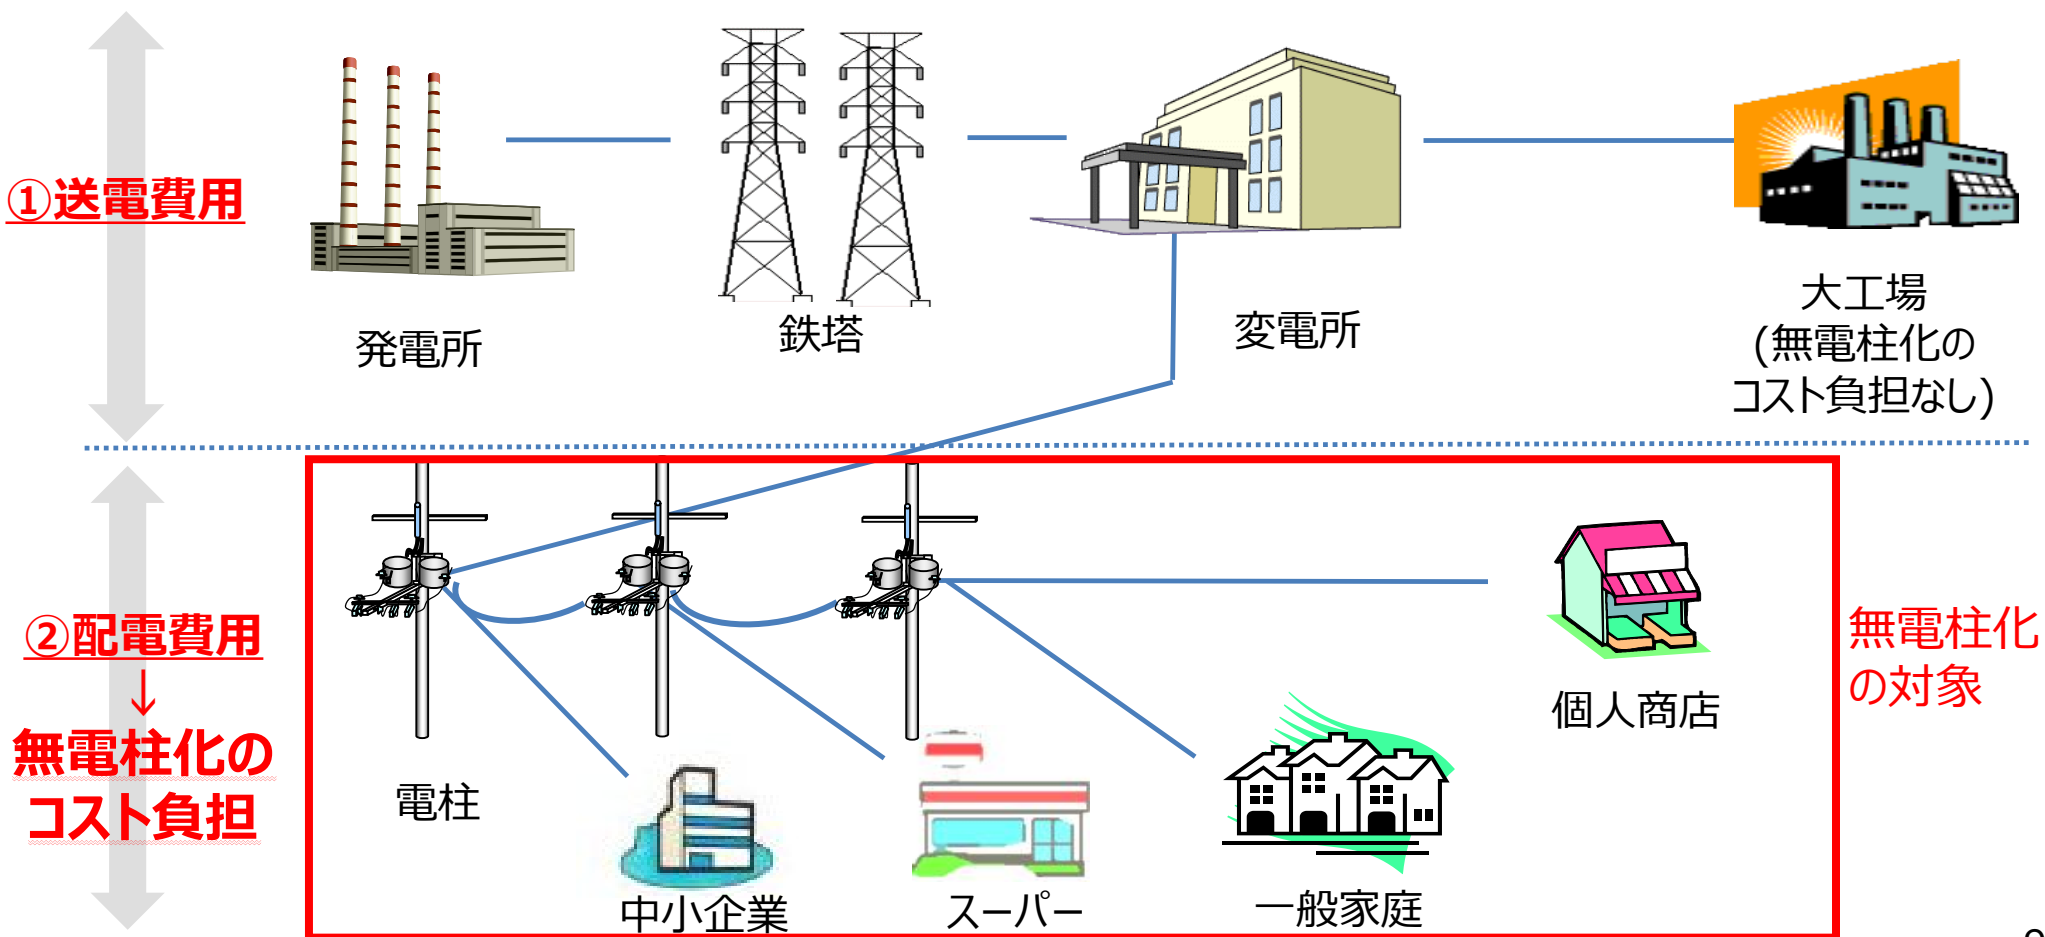 ①送電費用
発電所
鉄塔
変電所
大工場
(無電柱化の
コスト負担なし)
②配電費用
↓
無電柱化の
コスト負担
電柱
中小企業
スーパー
一般家庭
個人商店
無電柱化
の対象